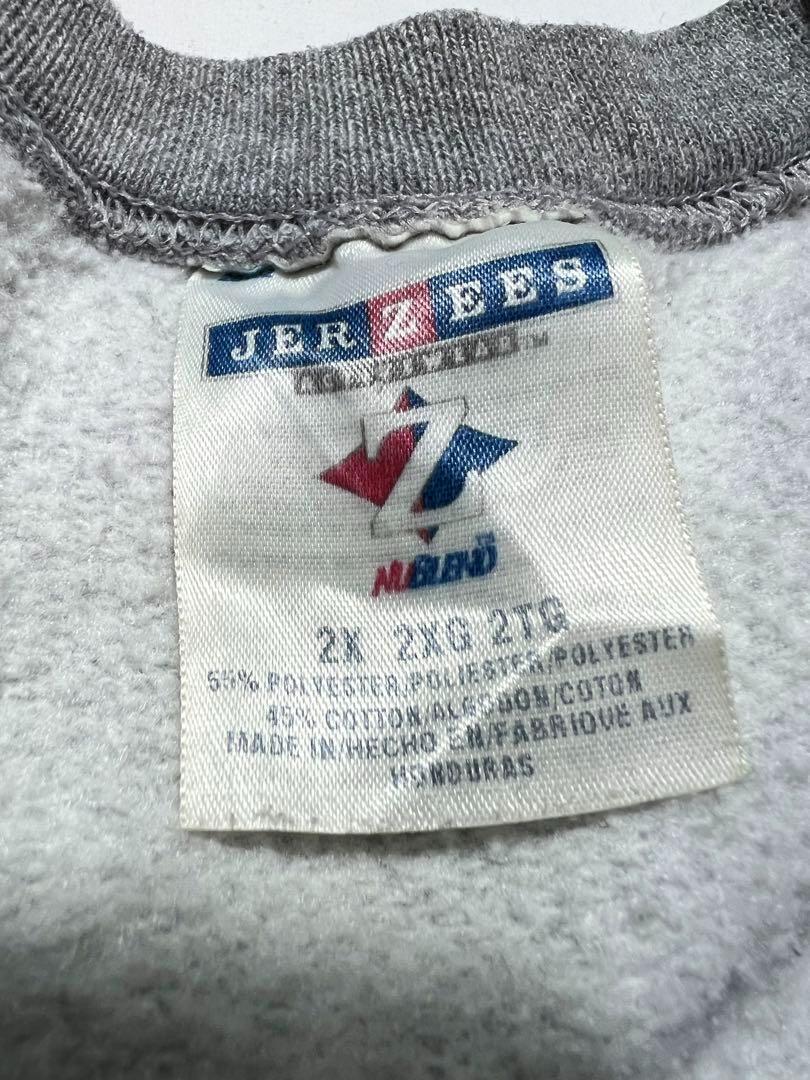 JERZEES
Z
NUBLEND
2X 2XG 2TG
55% POLYESTER/POLIESTER/POLYESTER
45% COTTON/ALGODON/COTON
MADE IN/HECHO EN/FABRIQUE AUX
HONDURAS